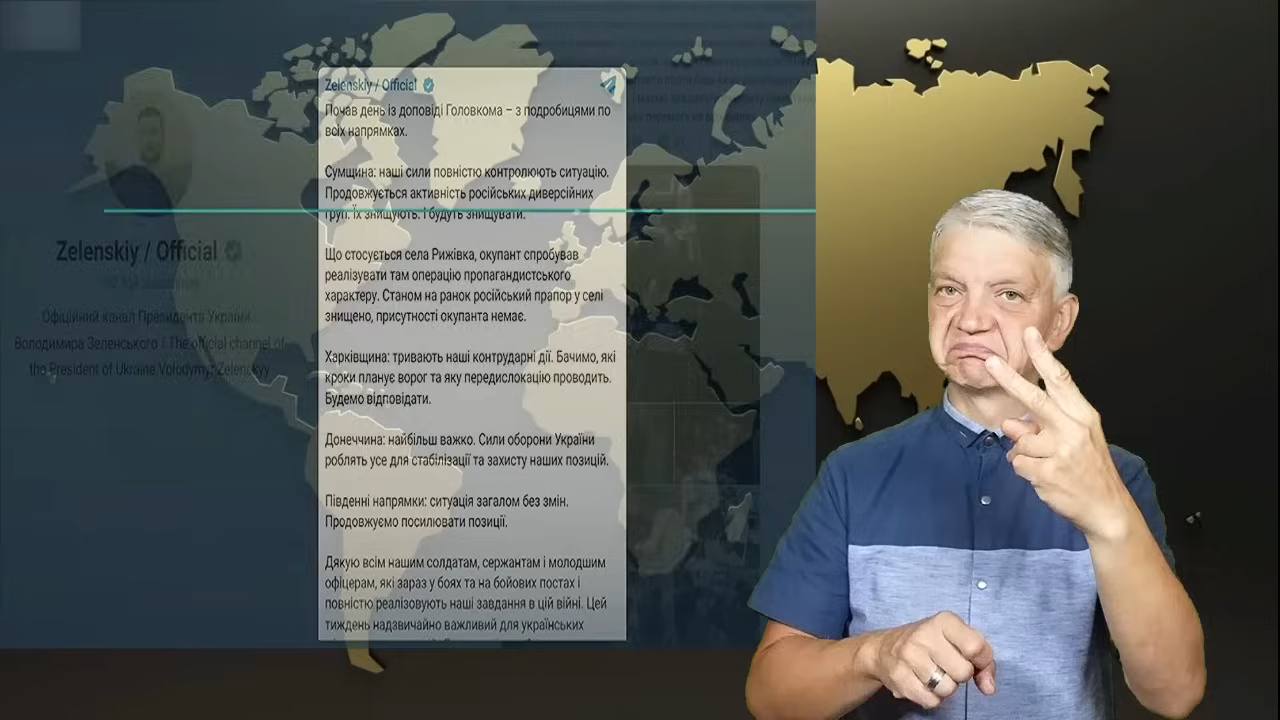 Zelenskiy / Official
Почав день із доповіді Головкома – з подробицями по
всіх напрямках.
Сумщина: наші сили повністю контролюють ситуацію.
Продовжується активність російських диверсійних
груп. Їх знищують. І будуть знищувати.
Що стосується села Рижівка, окупант спробував
реалізувати там операцію пропагандистського
характеру. Станом на ранок російський прапор у селі
знищено, присутності окупанта немає.
Харківщина: тривають наші контрударні дії. Бачимо, які
кроки планує ворог та яку передислокацію проводить.
Будемо відповідати.
Донеччина: найбільш важко. Сили оборони України
роблять усе для стабілізації та захисту наших позицій.
Південні напрямки: ситуація загалом без змін.
Продовжуємо посилювати позиції.
Дякую всім нашим солдатам, сержантам і молодшим
офіцерам, які зараз у боях та на бойових постах і
повністю реалізовують наші завдання в цій війні. Цей
тиждень надзвичайно важливий для українських
Zelenskiy / Official
Офіційний канал Президента України
Володимира Зеленського | The official channel of
the President of Ukraine Volodymyr Zelenskyy